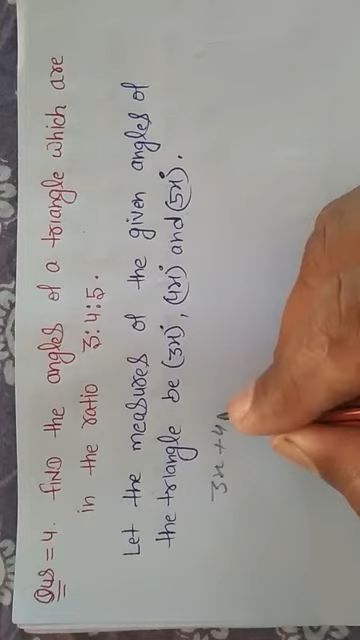 Qus = 4. FIND the angles of a triangle which are
in the ratio 3:4:5.
Let the measures of the given angles of
the triangle be (3x)°, (4x)° and (5x)°.
3x + 4